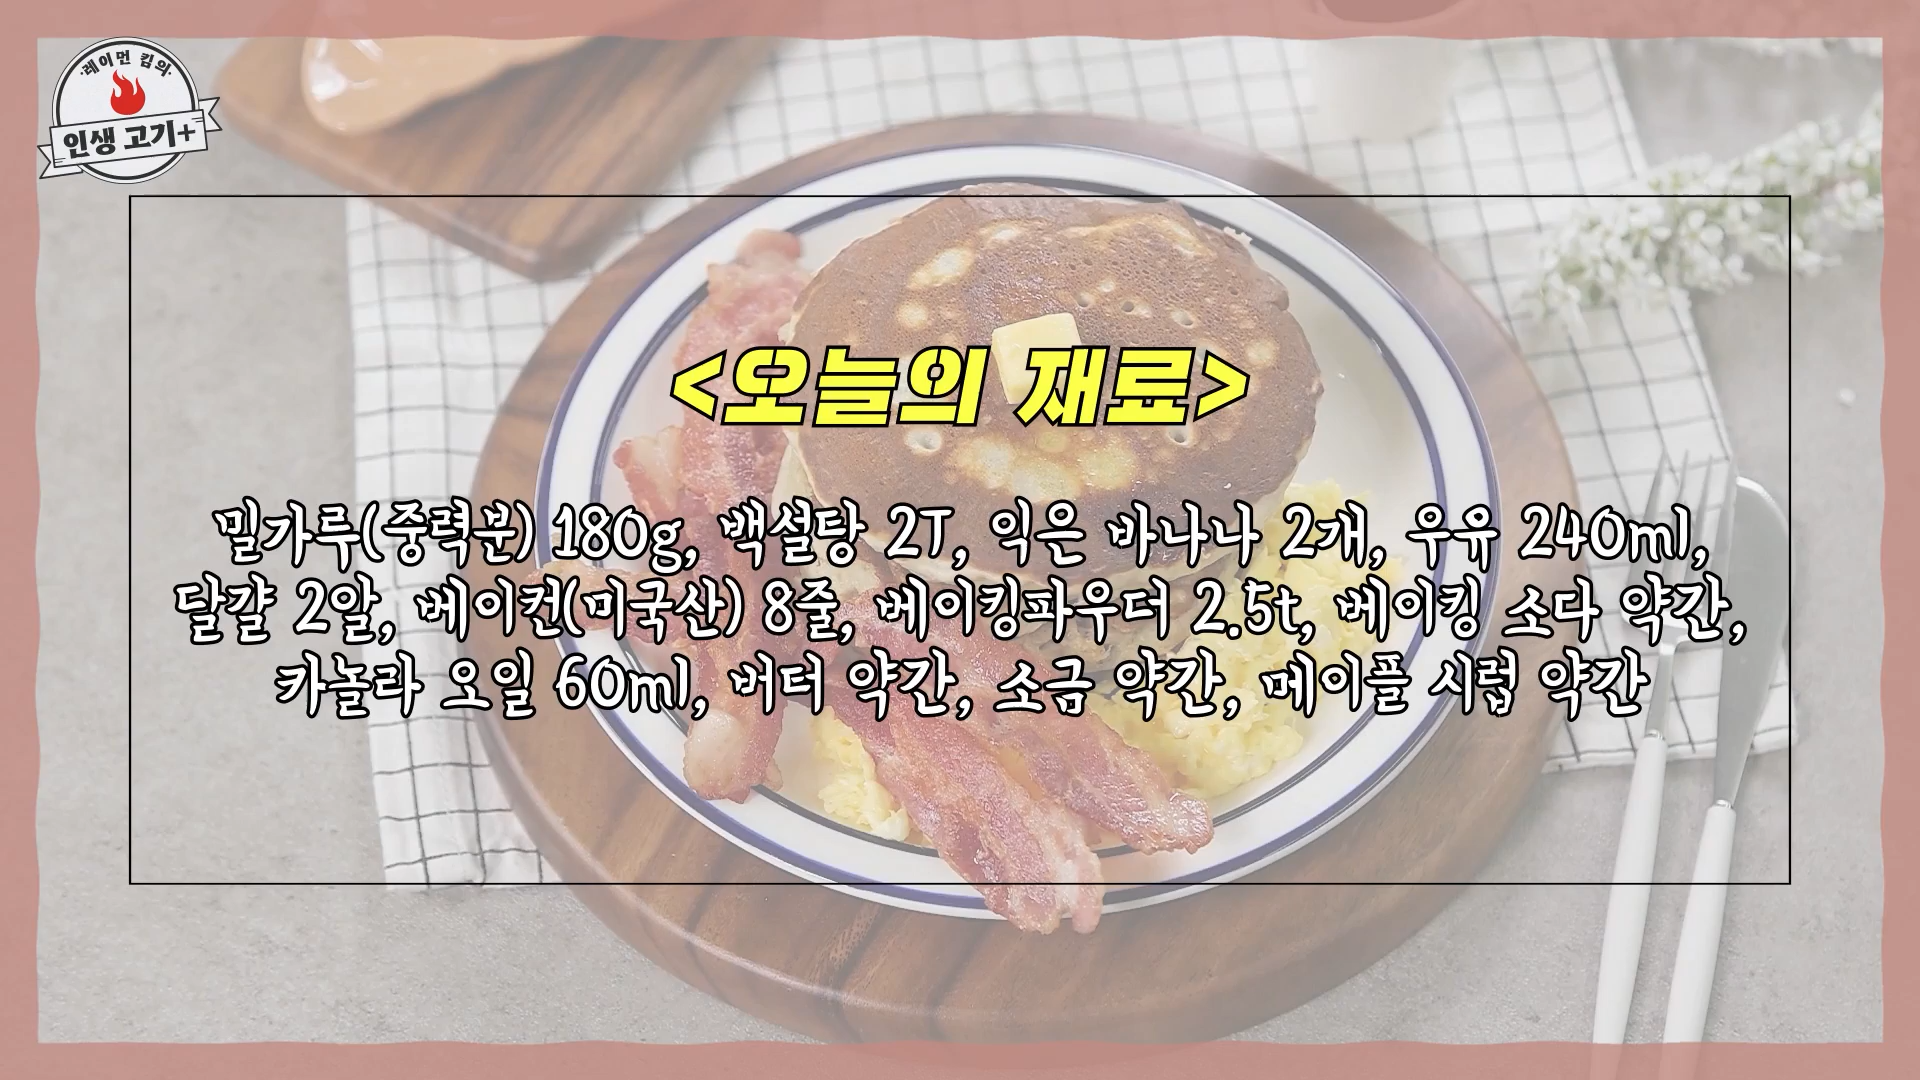 ·레이먼 킴의·
인생 고기+
<오늘의 재료>
밀가루(중력분) 180g, 백설탕 2T, 익은 바나나 2개, 우유 240ml,
달걀 2알, 베이컨(미국산) 8줄, 베이킹파우더 2.5t, 베이킹 소다 약간,
카놀라 오일 60ml, 버터 약간, 소금 약간, 메이플 시럽 약간